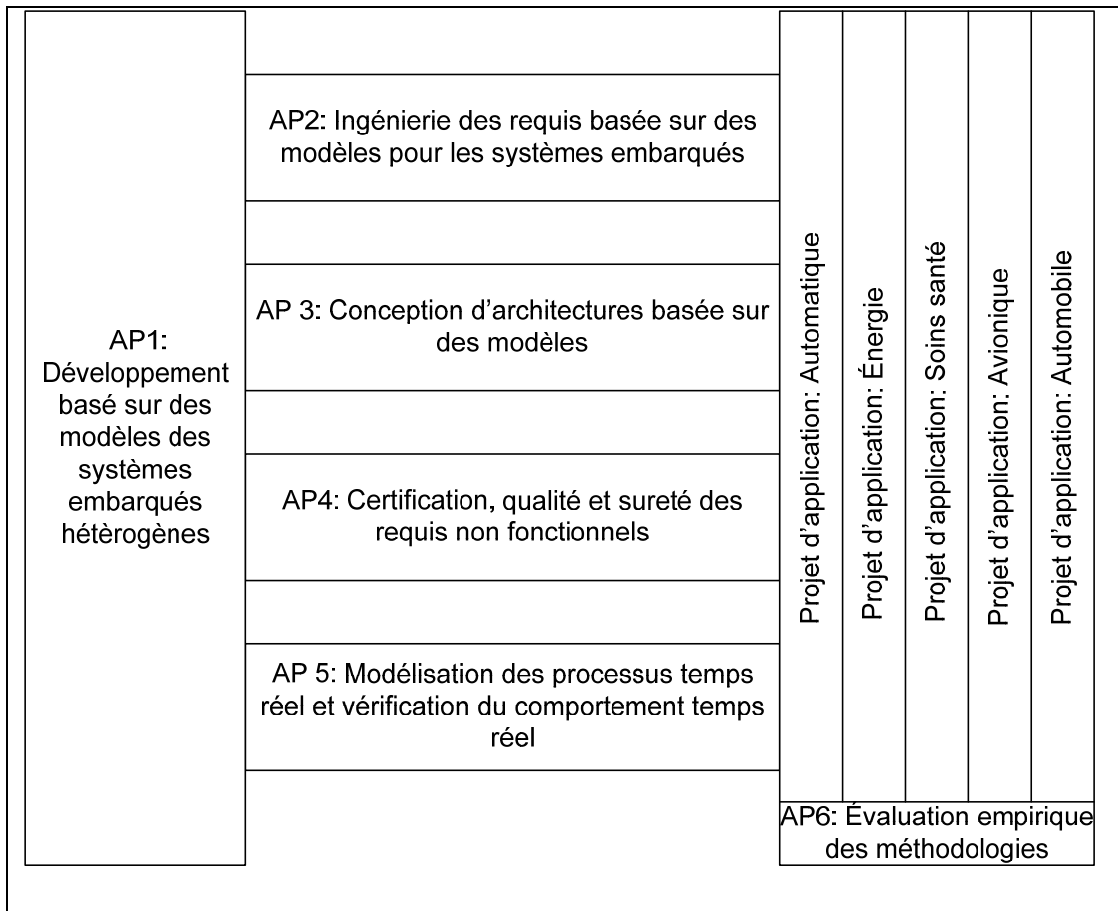 AP1:
Développement
basé sur des
modèles des
systèmes
embarqués
hétèrogènes
AP2: Ingénierie des requis basée sur des
modèles pour les systèmes embarqués
AP 3: Conception d'architectures basée sur
des modèles
AP4: Certification, qualité et sureté des
requis non fonctionnels
AP 5: Modélisation des processus temps
réel et vérification du comportement temps
réel
Projet d'application: Automatique
Projet d'application: Énergie
Projet d'application: Soins santé
Projet d'application: Avionique
Projet d'application: Automobile
AP6: Évaluation empirique
des méthodologies